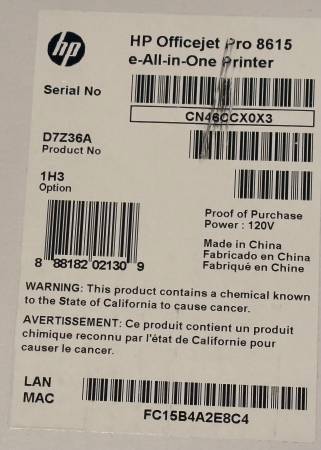 hp
HP Officejet Pro 8615
e-All-in-One Printer
Serial No
CN46CCX0X3
D7Z36A
Product No
1H3
Option
Proof of Purchase
Power : 120V
Made in China
Fabricado en China
Fabriqué en Chine
8 88182 02130 9
WARNING: This product contains a chemical known
to the State of California to cause cancer.
AVERTISSEMENT: Ce produit contient un produit
chimique reconnu par l'état de Californie pour
causer le cancer.
LAN
MAC
FC15B4A2E8C4